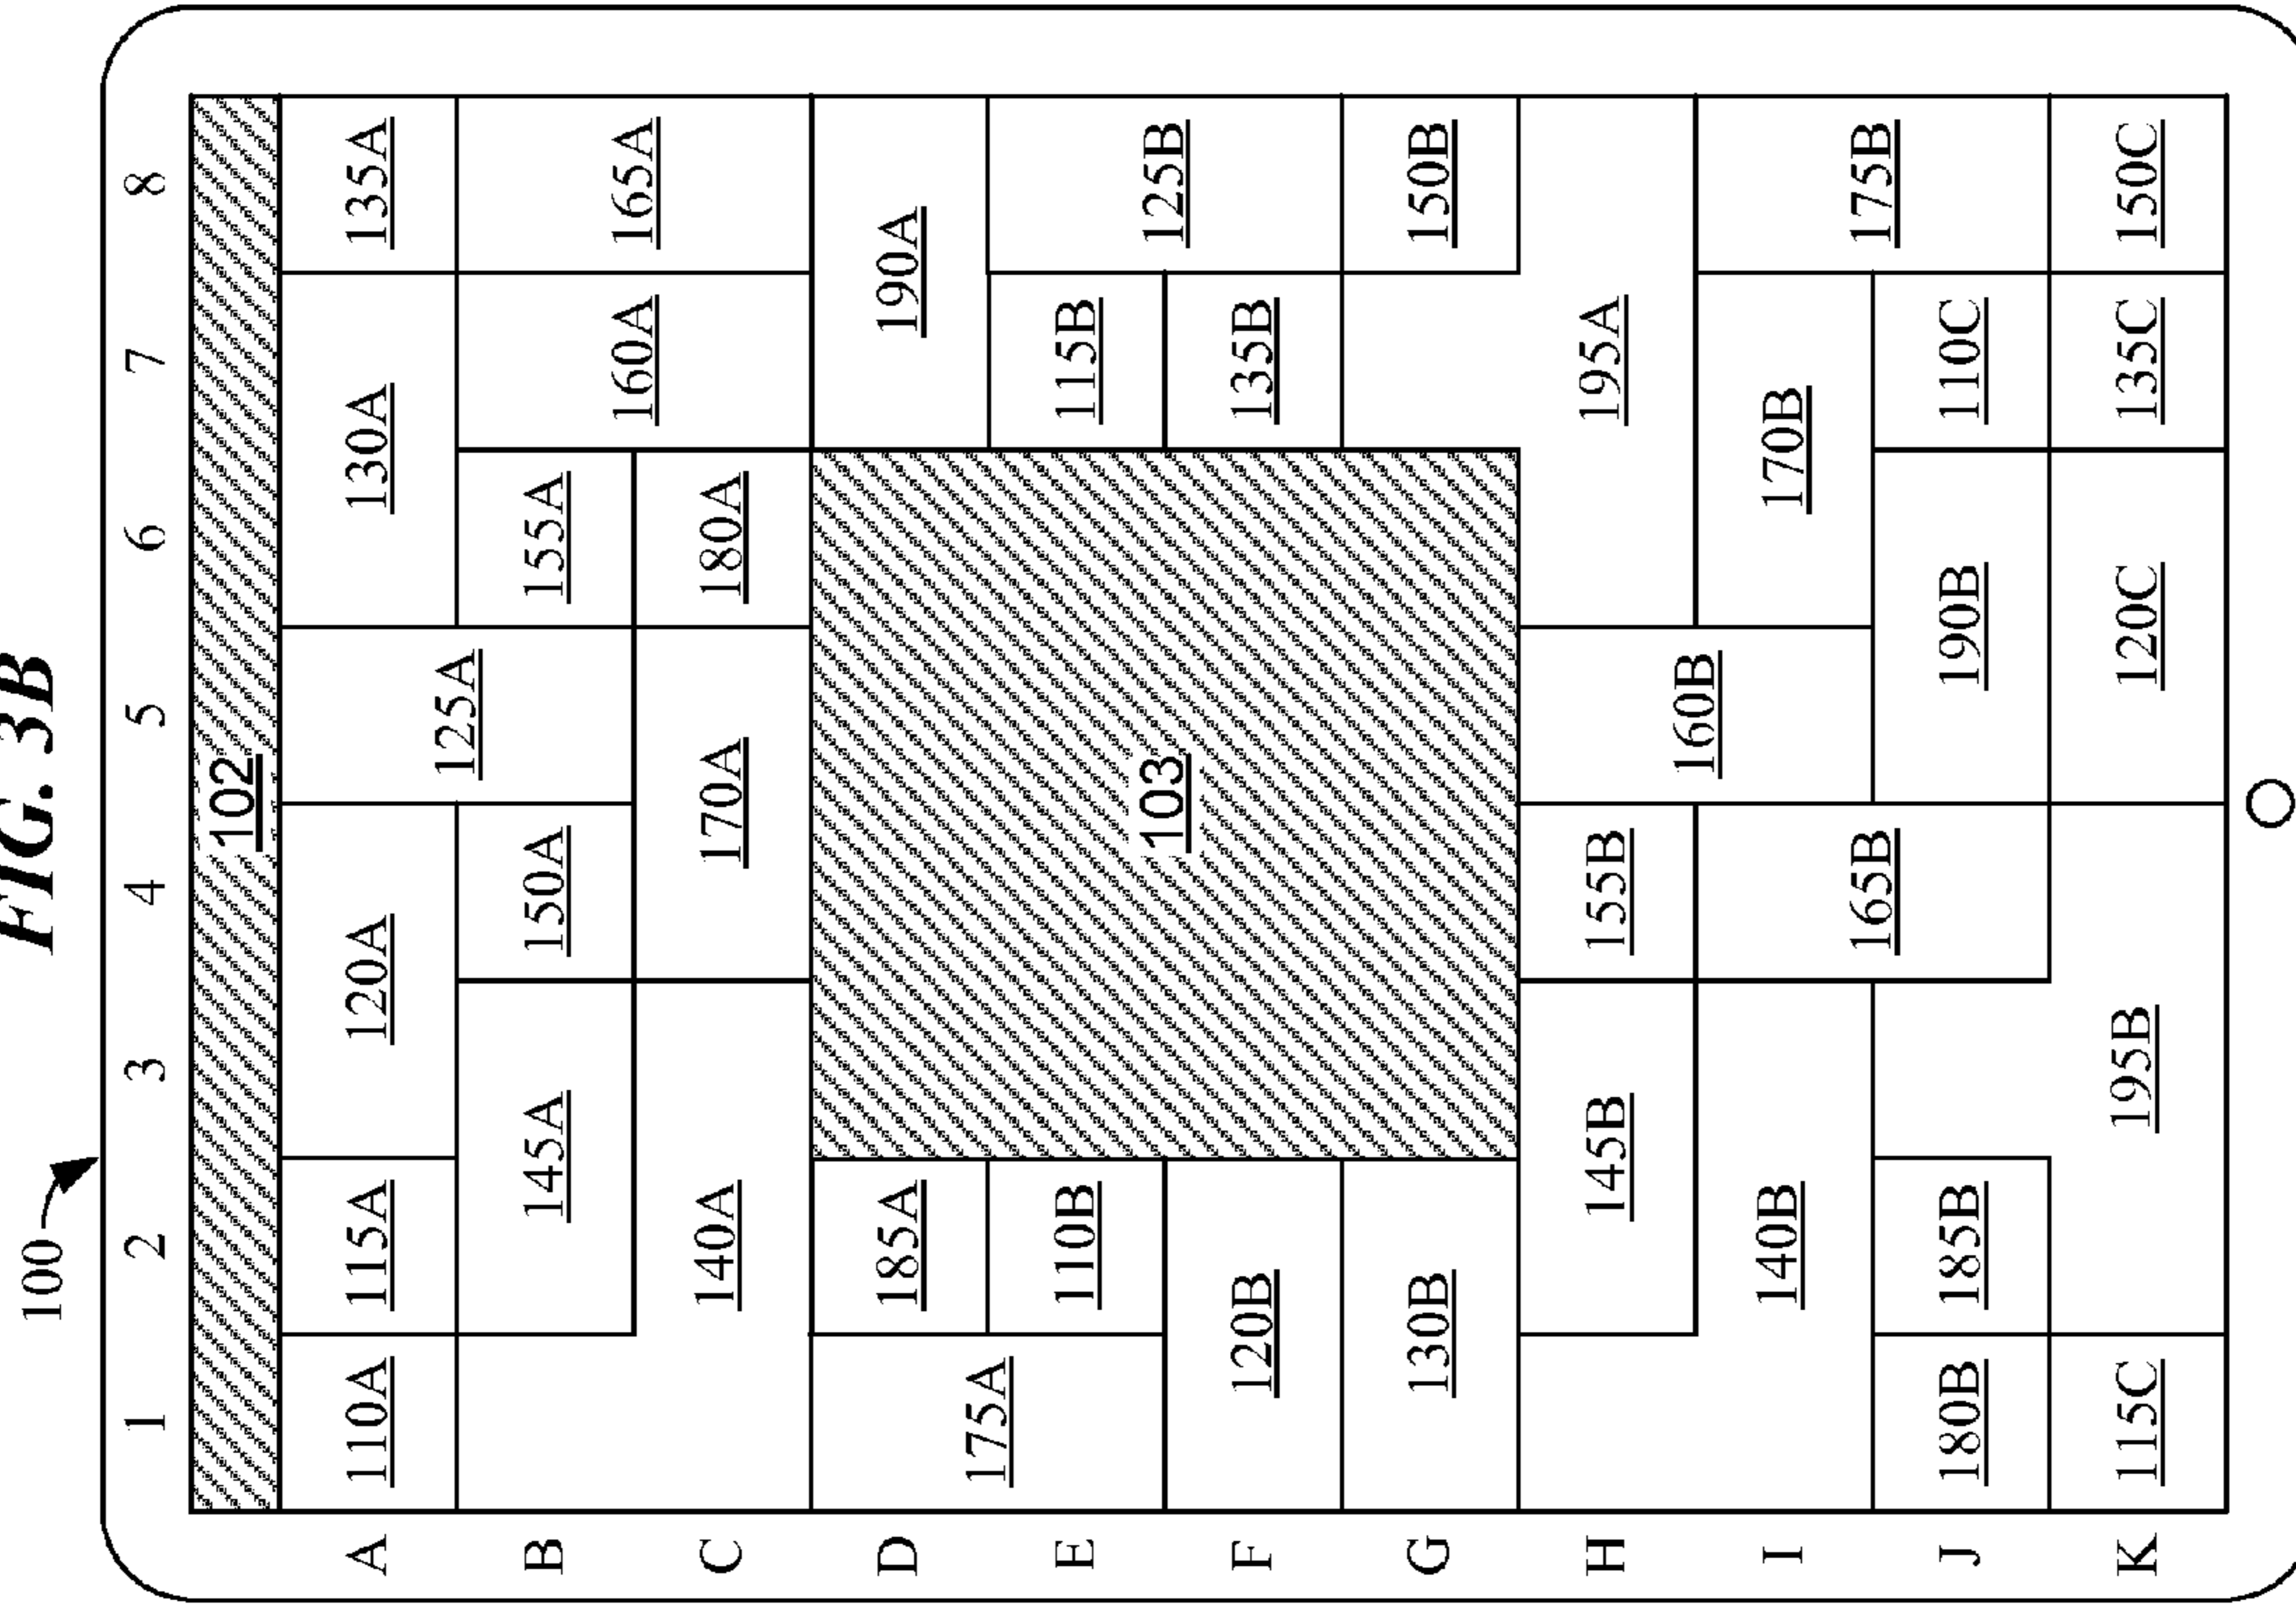 FIG. 3B
100
1 2 3 4 5 6 7 8
102
A 110A 115A 120A 130A 135A
125A
B 145A 150A 155A
160A 165A
C 140A 170A 180A
D 185A 190A
175A
E 110B 115B
103 125B
F 120B 135B
G 130B 150B
H 145B 155B 195A
160B
I 140B 170B
165B 175B
J 180B 185B 190B 110C
K 115C 195B 120C 135C 150C